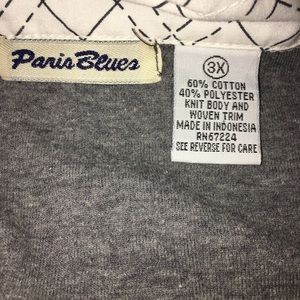 Paris Blues
3X
60% COTTON
40% POLYESTER
KNIT BODY AND
WOVEN TRIM
MADE IN INDONESIA
RN67224
SEE REVERSE FOR CARE